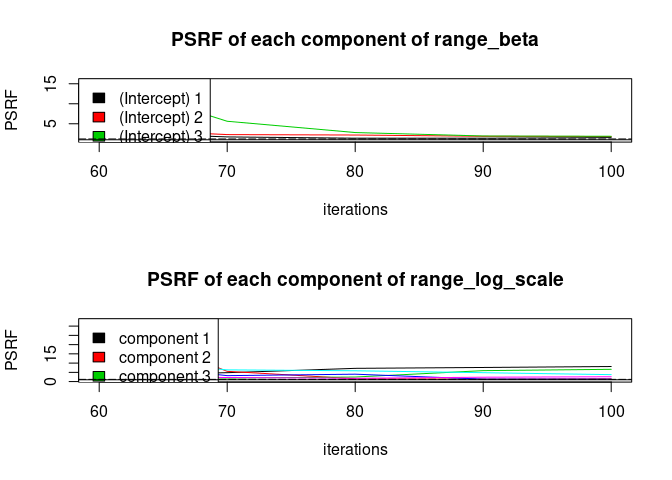 PSRF of each component of range_beta
PSRF
15
5
(Intercept) 1
(Intercept) 2
(Intercept) 3
60 70 80 90 100
iterations
PSRF of each component of range_log_scale
PSRF
15
0
component 1
component 2
component 3
60 70 80 90 100
iterations